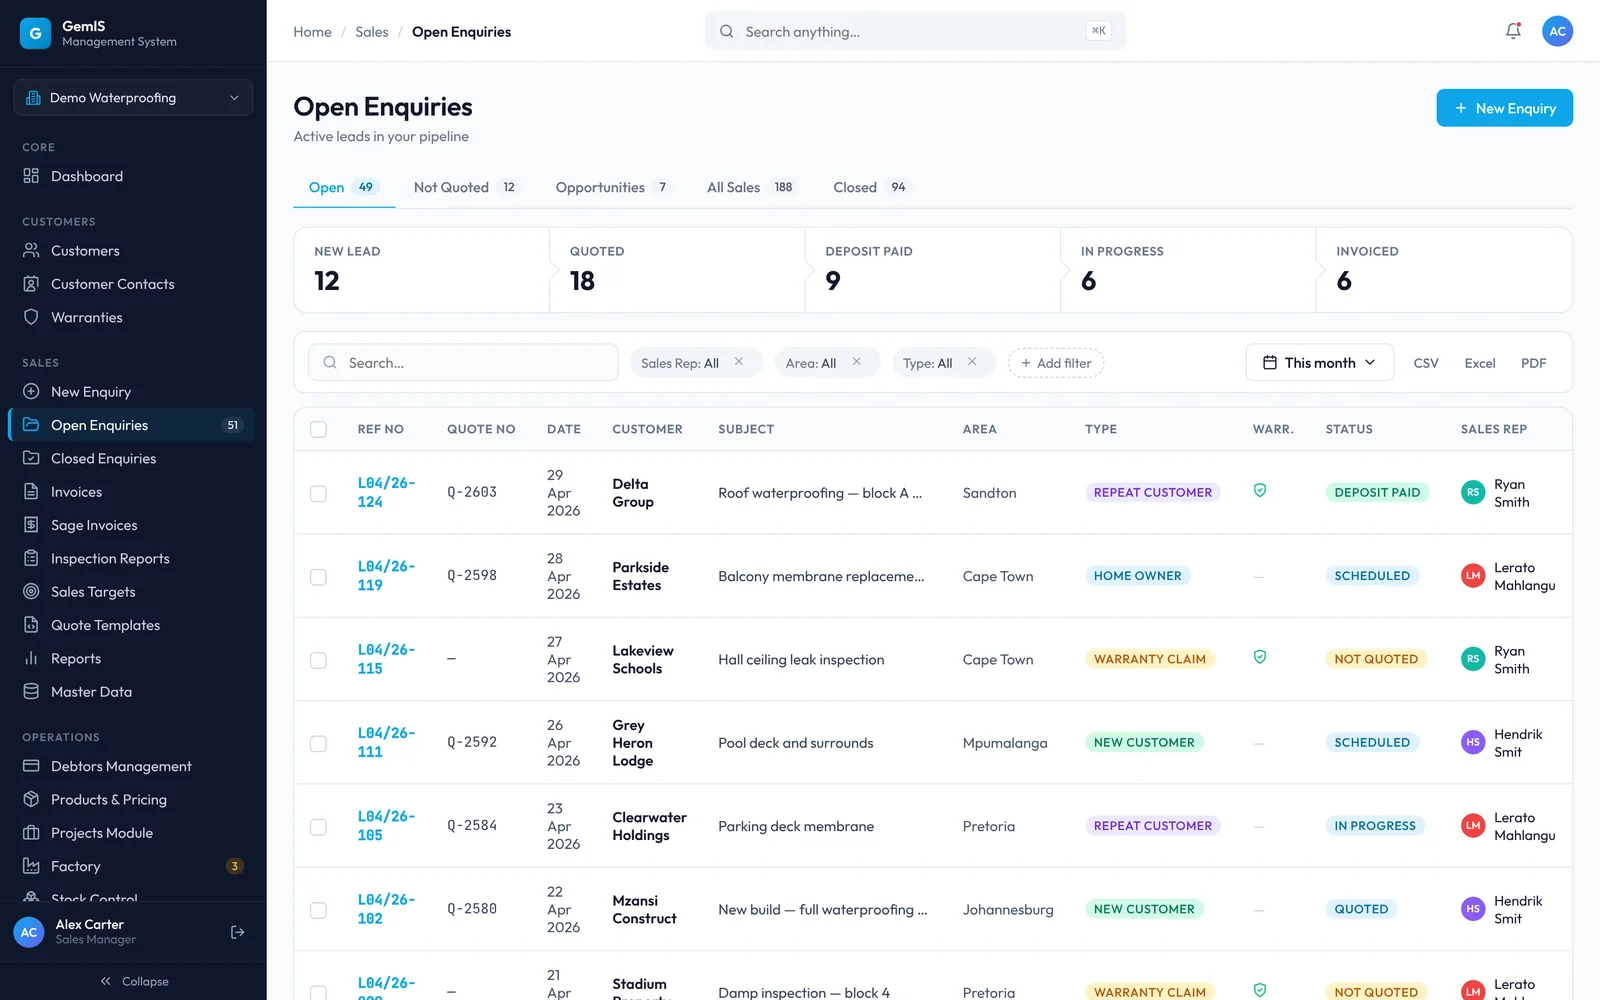 G
GemIS
Management System
Demo Waterproofing
CORE
Dashboard
CUSTOMERS
Customers
Customer Contacts
Warranties
SALES
New Enquiry
Open Enquiries 51
Closed Enquiries
Invoices
Sage Invoices
Inspection Reports
Sales Targets
Quote Templates
Reports
Master Data
OPERATIONS
Debtors Management
Products & Pricing
Projects Module
Factory 3
Stock Control
AC
Alex Carter
Sales Manager
Collapse
Home / Sales / Open Enquiries
Search anything...
⌘K
AC
Open Enquiries
Active leads in your pipeline
+ New Enquiry
Open 49 Not Quoted 12 Opportunities 7 All Sales 188 Closed 94
NEW LEAD
12
QUOTED
18
DEPOSIT PAID
9
IN PROGRESS
6
INVOICED
6
Search...
Sales Rep: All ×
Area: All ×
Type: All ×
+ Add filter
This month
CSV Excel PDF
REF NO QUOTE NO DATE CUSTOMER SUBJECT AREA TYPE WARR. STATUS SALES REP
L04/26-
124
Q-2603
29
Apr
2026
Delta
Group
Roof waterproofing — block A ...
Sandton
REPEAT CUSTOMER
DEPOSIT PAID
RS
Ryan
Smith
L04/26-
119
Q-2598
28
Apr
2026
Parkside
Estates
Balcony membrane replaceme...
Cape Town
HOME OWNER
—
SCHEDULED
LM
Lerato
Mahlangu
L04/26-
115
—
27
Apr
2026
Lakeview
Schools
Hall ceiling leak inspection
Cape Town
WARRANTY CLAIM
NOT QUOTED
RS
Ryan
Smith
L04/26-
111
Q-2592
26
Apr
2026
Grey
Heron
Lodge
Pool deck and surrounds
Mpumalanga
NEW CUSTOMER
—
SCHEDULED
HS
Hendrik
Smit
L04/26-
105
Q-2584
23
Apr
2026
Clearwater
Holdings
Parking deck membrane
Pretoria
REPEAT CUSTOMER
—
IN PROGRESS
LM
Lerato
Mahlangu
L04/26-
102
Q-2580
22
Apr
2026
Mzansi
Construct
New build — full waterproofing ...
Johannesburg
NEW CUSTOMER
—
QUOTED
HS
Hendrik
Smit
L04/26-
—
21
Apr
Stadium
Damp inspection — block 4
Pretoria
WARRANTY CLAIM
NOT QUOTED
LM
Lerato